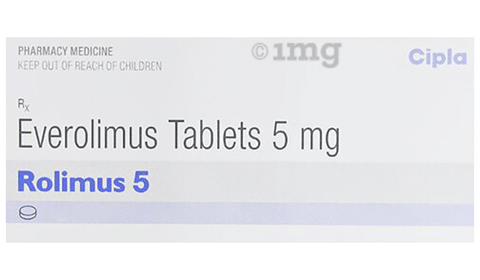 PHARMACY MEDICINE
KEEP OUT OF REACH OF CHILDREN
©1mg
Cipla
Rx
Everolimus Tablets 5 mg
Rolimus 5